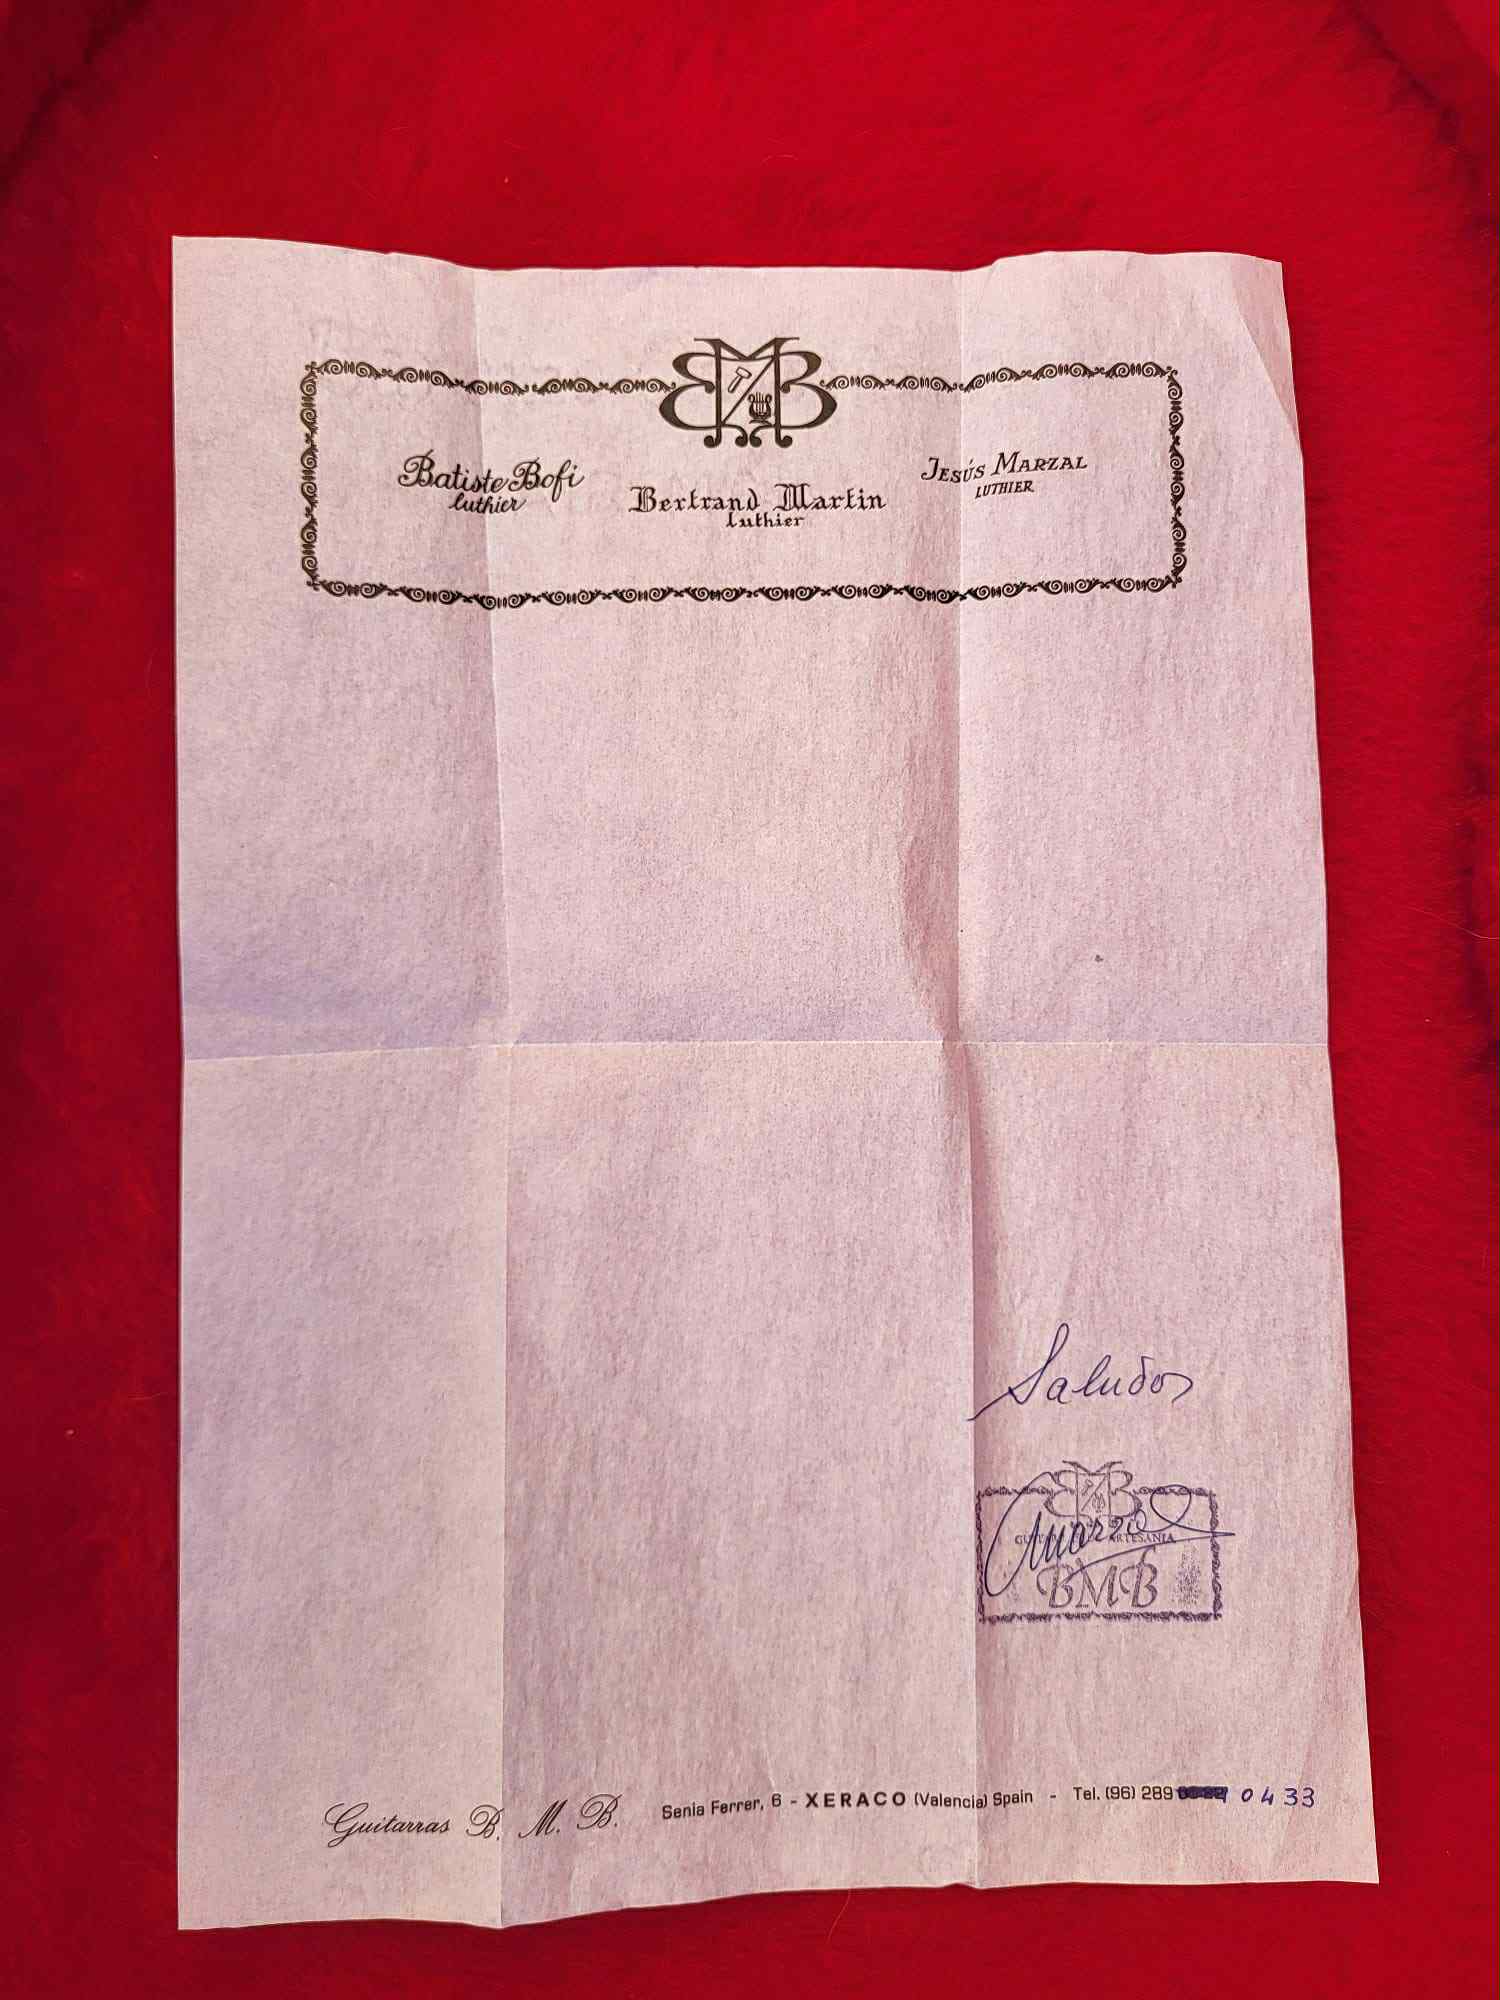 BMB
Batiste Bofi
luthier
Bertrand Martin
luthier
JESÚS MARZAL
LUTHIER
Saludos
BMB
ARTESANIA
BMB
Guitarras B. M. B.
Senia Ferrer, 6 - XERACO (Valencia) Spain - Tel. (96) 289 0433